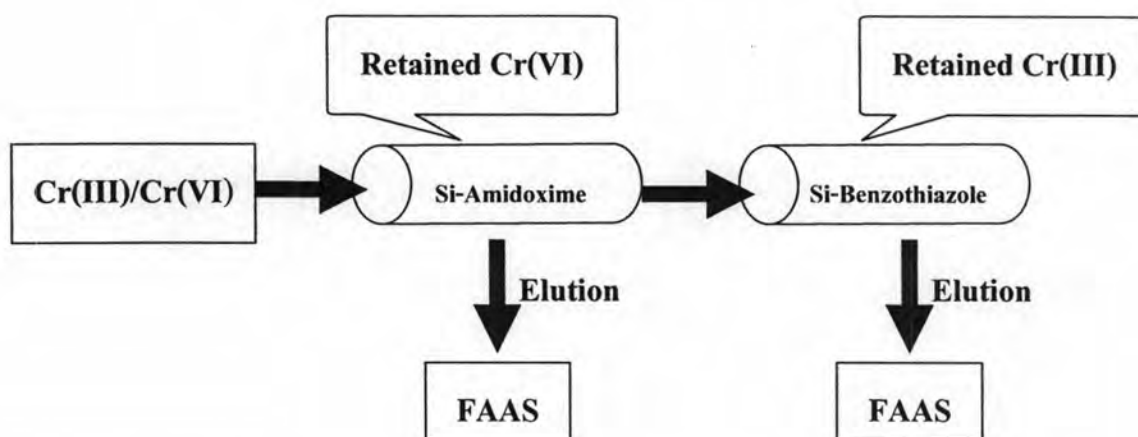 Retained Cr(VI)
Retained Cr(III)
Cr(III)/Cr(VI)
Si-Amidoxime
Si-Benzothiazole
Elution
Elution
FAAS
FAAS